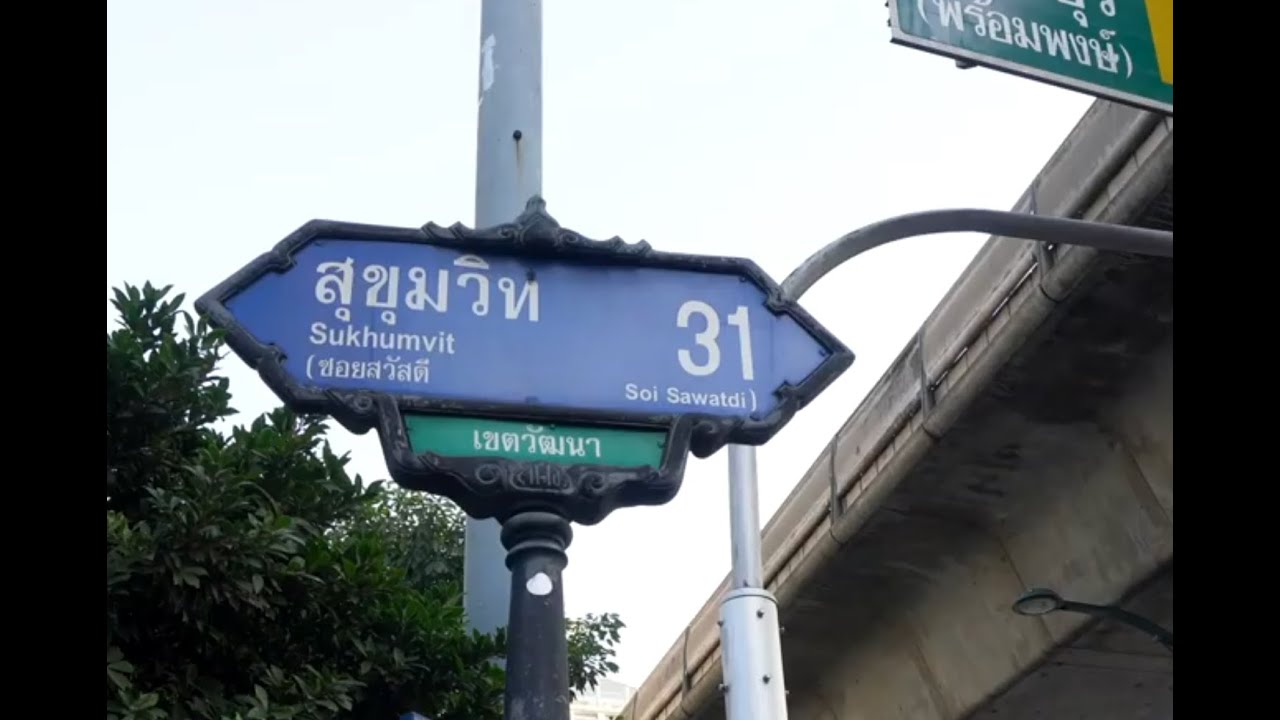 (พร้อมพงษ์)
สุขุมวิท 31
Sukhumvit
(ซอยสวัสดี Soi Sawatdi)
เขตวัฒนา